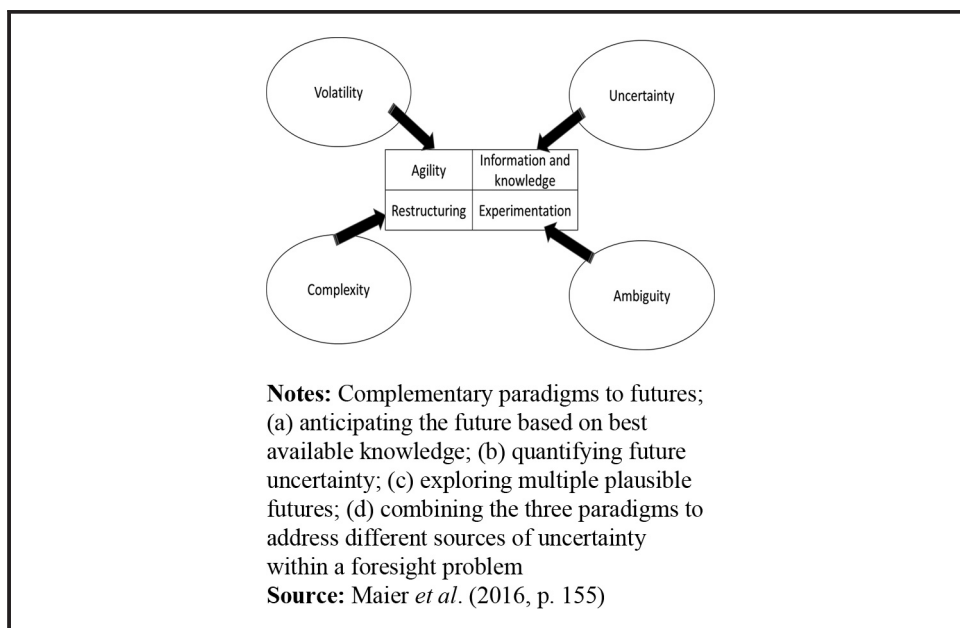 Volatility
Uncertainty
Agility
Information and
knowledge
Restructuring
Experimentation
Complexity
Ambiguity
Notes: Complementary paradigms to futures;
(a) anticipating the future based on best
available knowledge; (b) quantifying future
uncertainty; (c) exploring multiple plausible
futures; (d) combining the three paradigms to
address different sources of uncertainty
within a foresight problem
Source: Maier et al. (2016, p. 155)